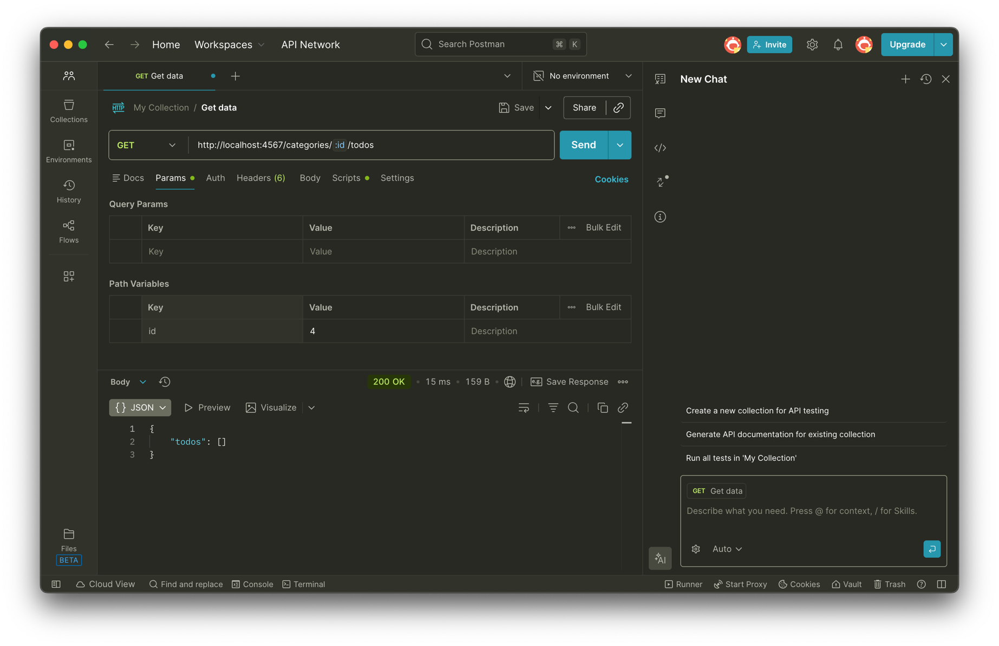 Home Workspaces API Network
Search Postman ⌘ K
Invite
Upgrade
GET Get data
No environment
New Chat
Collections
Environments
History
Flows
Files
BETA
HTTP My Collection / Get data
Save
Share
GET http://localhost:4567/categories/:id/todos
Send
Docs Params Auth Headers (6) Body Scripts Settings
Cookies
Query Params
Key Value Description Bulk Edit
Key Value Description
Path Variables
Key Value Description Bulk Edit
id 4 Description
Body
200 OK • 15 ms • 159 B
e.g. Save Response
{} JSON Preview Visualize
1 {
2 "todos": []
3 }
Create a new collection for API testing
Generate API documentation for existing collection
Run all tests in 'My Collection'
GET Get data
Describe what you need. Press @ for context, / for Skills.
Auto
AI
Cloud View Find and replace Console Terminal
Runner Start Proxy Cookies Vault Trash